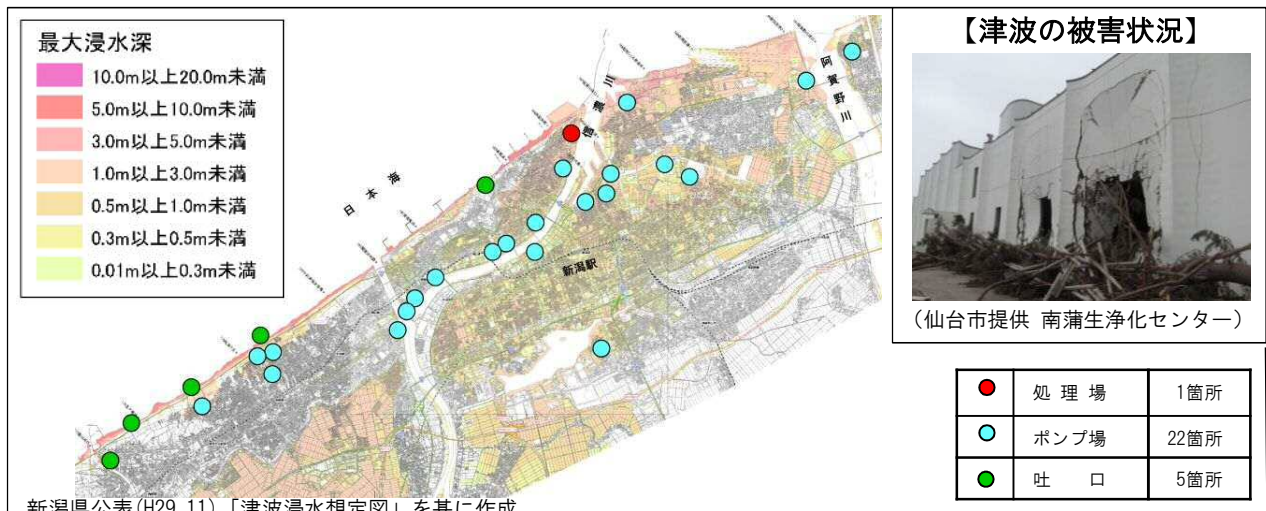 最大浸水深
10.0m以上20.0m未満
5.0m以上10.0m未満
3.0m以上5.0m未満
1.0m以上3.0m未満
0.5m以上1.0m未満
0.3m以上0.5m未満
0.01m以上0.3m未満
日本海
信濃川
阿賀野川
新潟駅
新潟県公表(H29.11)「津波浸水想定図」を基に作成
【津波の被害状況】
(仙台市提供 南蒲生浄化センター)
処理場 1箇所
ポンプ場 22箇所
吐口 5箇所